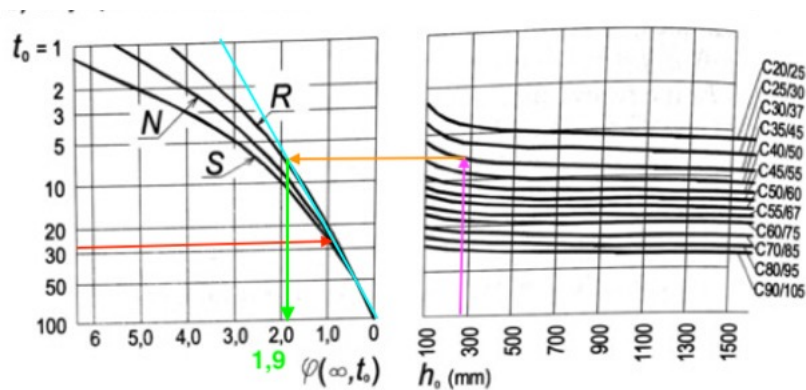 t₀ = 1
2
3
5
10
20
30
50
100
R
N
S
6 5,0 4,0 3,0 2,0 1,0 0
1,9
φ(∞,t₀)
C20/25
C25/30
C30/37
C35/45
C40/50
C45/55
C50/60
C55/67
C60/75
C70/85
C80/95
C90/105
100 300 500 700 900 1100 1300 1500
h₀ (mm)